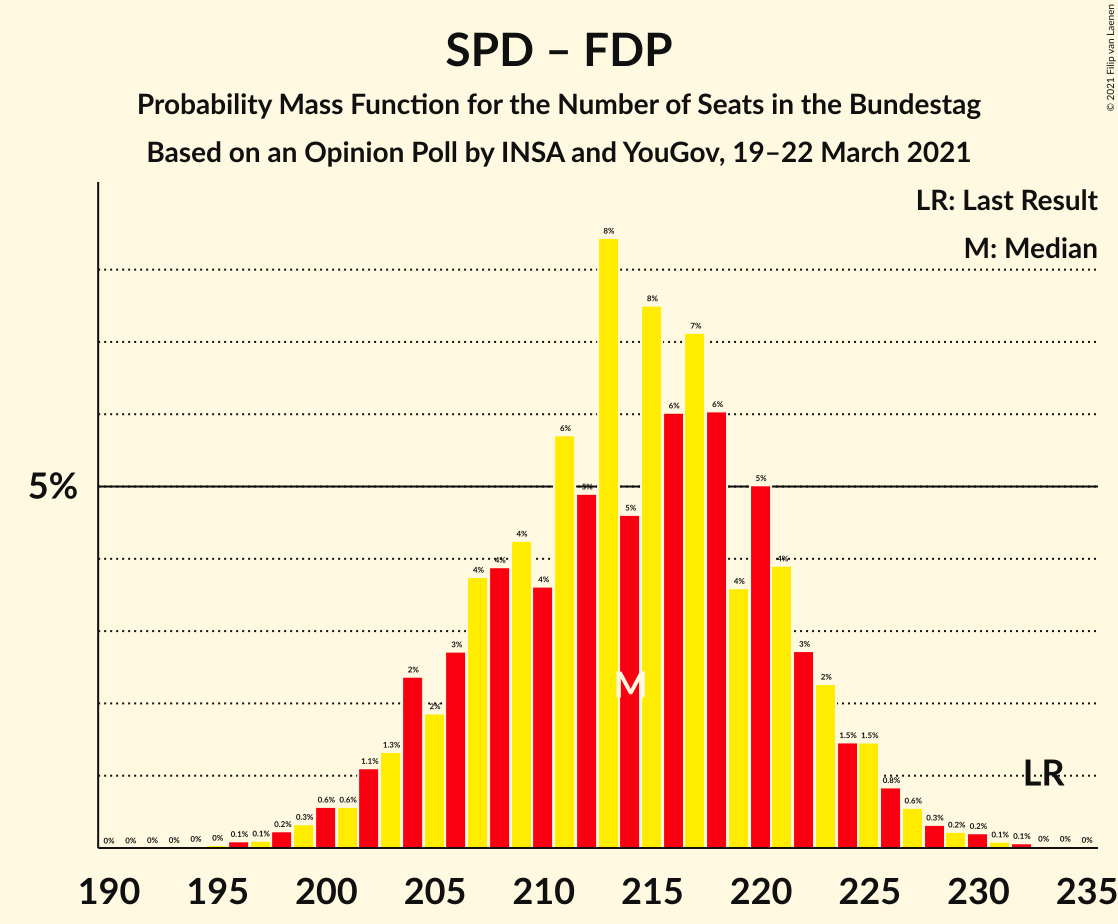 SPD – FDP
Probability Mass Function for the Number of Seats in the Bundestag
Based on an Opinion Poll by INSA and YouGov, 19–22 March 2021
© 2021 Filip van Laenen
LR: Last Result
M: Median
5%
0% 0% 0% 0% 0% 0% 0.1% 0.1% 0.2% 0.3% 0.6% 0.6% 1.1% 1.3% 2% 2% 3% 4% 4% 4% 4% 6% 5% 8% 5% 8% 6% 7% 6% 4% 5% 4% 3% 2% 1.5% 1.5% 0.8% 0.6% 0.3% 0.2% 0.2% 0.1% 0.1% 0% 0% 0%
M
LR
190 195 200 205 210 215 220 225 230 235